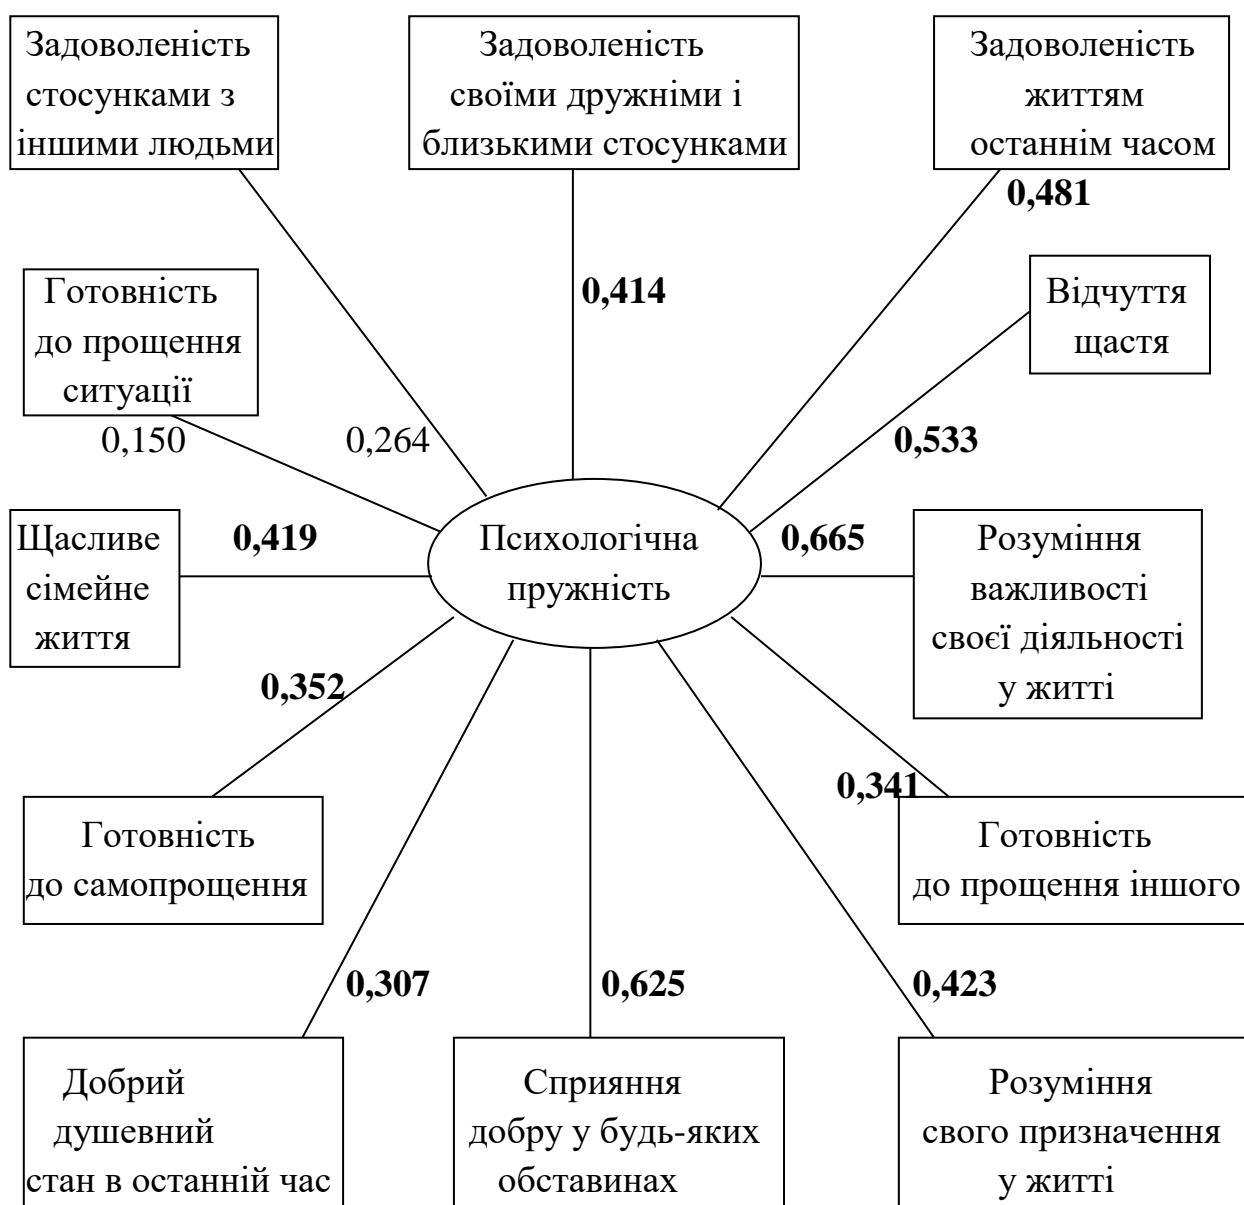 Задоволеність
стосунками з
іншими людьми
Задоволеність
своїми дружніми і
близькими стосунками
Задоволеність
життям
останнім часом
0,481
Готовність
до прощення
ситуації
0,414
Відчуття
щастя
0,150
0,264
0,533
Щасливе
сімейне
життя
0,419
Психологічна
пружність
0,665
Розуміння
важливості
своєї діяльності
у житті
0,352
0,341
Готовність
до самопрощення
Готовність
до прощення іншого
0,307
0,625
0,423
Добрий
душевний
стан в останній час
Сприяння
добру у будь-яких
обставинах
Розуміння
свого призначення
у житті